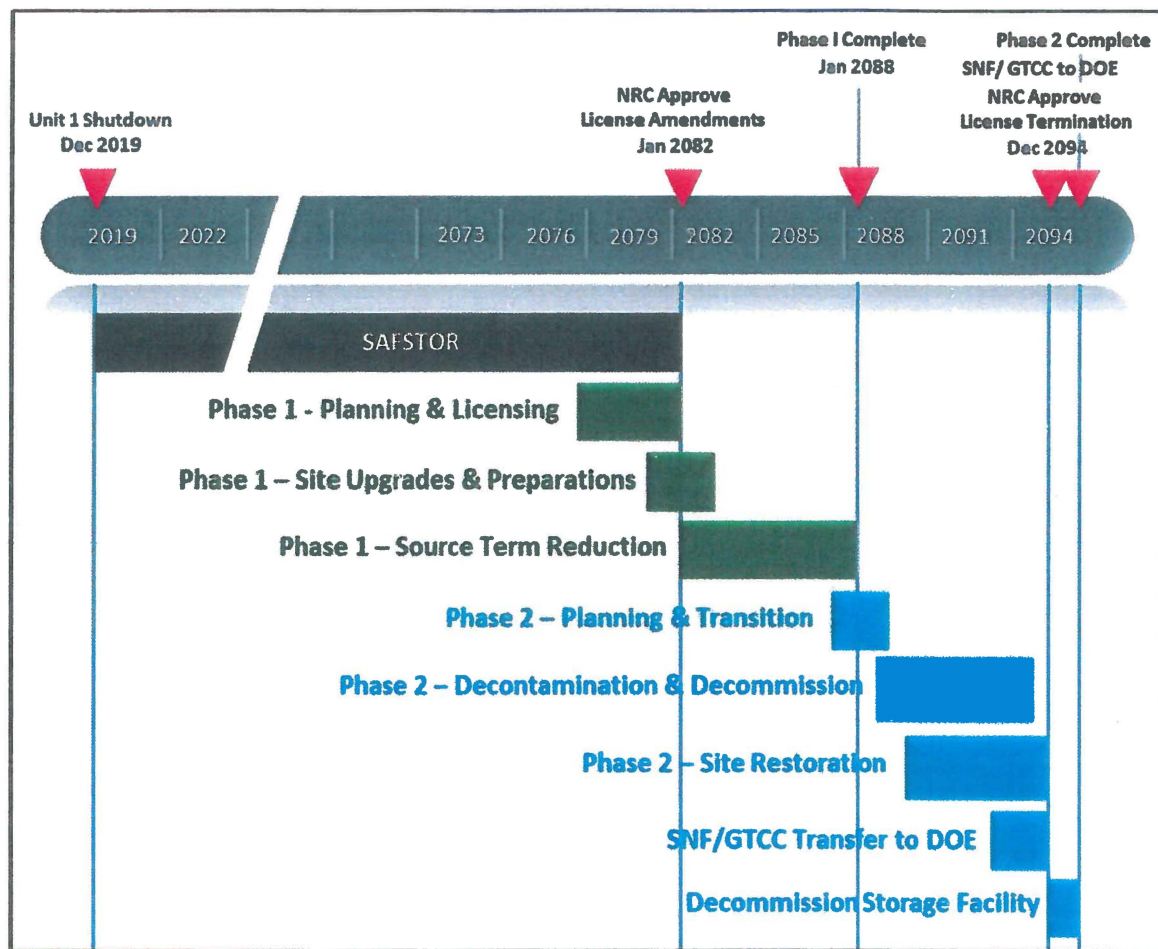 Phase I Complete
Jan 2088
Phase 2 Complete
SNF/ GTCC to DOE
NRC Approve
License Termination
Dec 2094
NRC Approve
License Amendments
Jan 2082
Unit 1 Shutdown
Dec 2019
2019 2022 2073 2076 2079 2082 2085 2088 2091 2094
SAFSTOR
Phase 1 - Planning & Licensing
Phase 1 – Site Upgrades & Preparations
Phase 1 – Source Term Reduction
Phase 2 – Planning & Transition
Phase 2 – Decontamination & Decommission
Phase 2 – Site Restoration
SNF/GTCC Transfer to DOE
Decommission Storage Facility